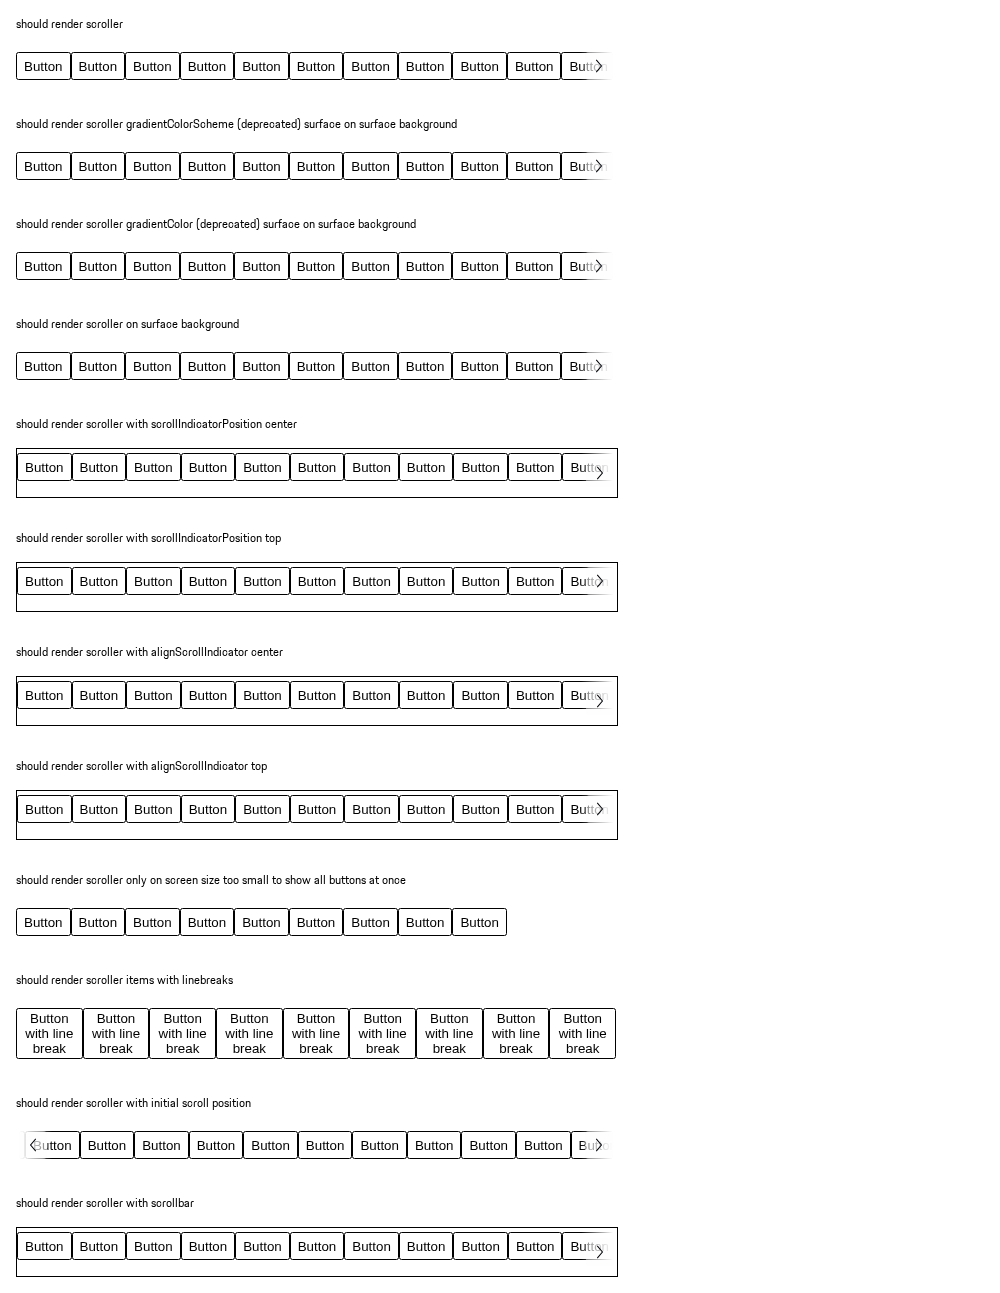 should render scroller
Button Button Button Button Button Button Button Button Button Button Button
should render scroller gradientColorScheme (deprecated) surface on surface background
Button Button Button Button Button Button Button Button Button Button Button
should render scroller gradientColor (deprecated) surface on surface background
Button Button Button Button Button Button Button Button Button Button Button
should render scroller on surface background
Button Button Button Button Button Button Button Button Button Button Button
should render scroller with scrollIndicatorPosition center
Button Button Button Button Button Button Button Button Button Button Button
should render scroller with scrollIndicatorPosition top
Button Button Button Button Button Button Button Button Button Button Button
should render scroller with alignScrollIndicator center
Button Button Button Button Button Button Button Button Button Button Button
should render scroller with alignScrollIndicator top
Button Button Button Button Button Button Button Button Button Button Button
should render scroller only on screen size too small to show all buttons at once
Button Button Button Button Button Button Button Button Button
should render scroller items with linebreaks
Button Button Button Button Button Button Button Button Button
with line with line with line with line with line with line with line with line with line
break break break break break break break break break
should render scroller with initial scroll position
Button Button Button Button Button Button Button Button Button Button Butto
should render scroller with scrollbar
Button Button Button Button Button Button Button Button Button Button Button